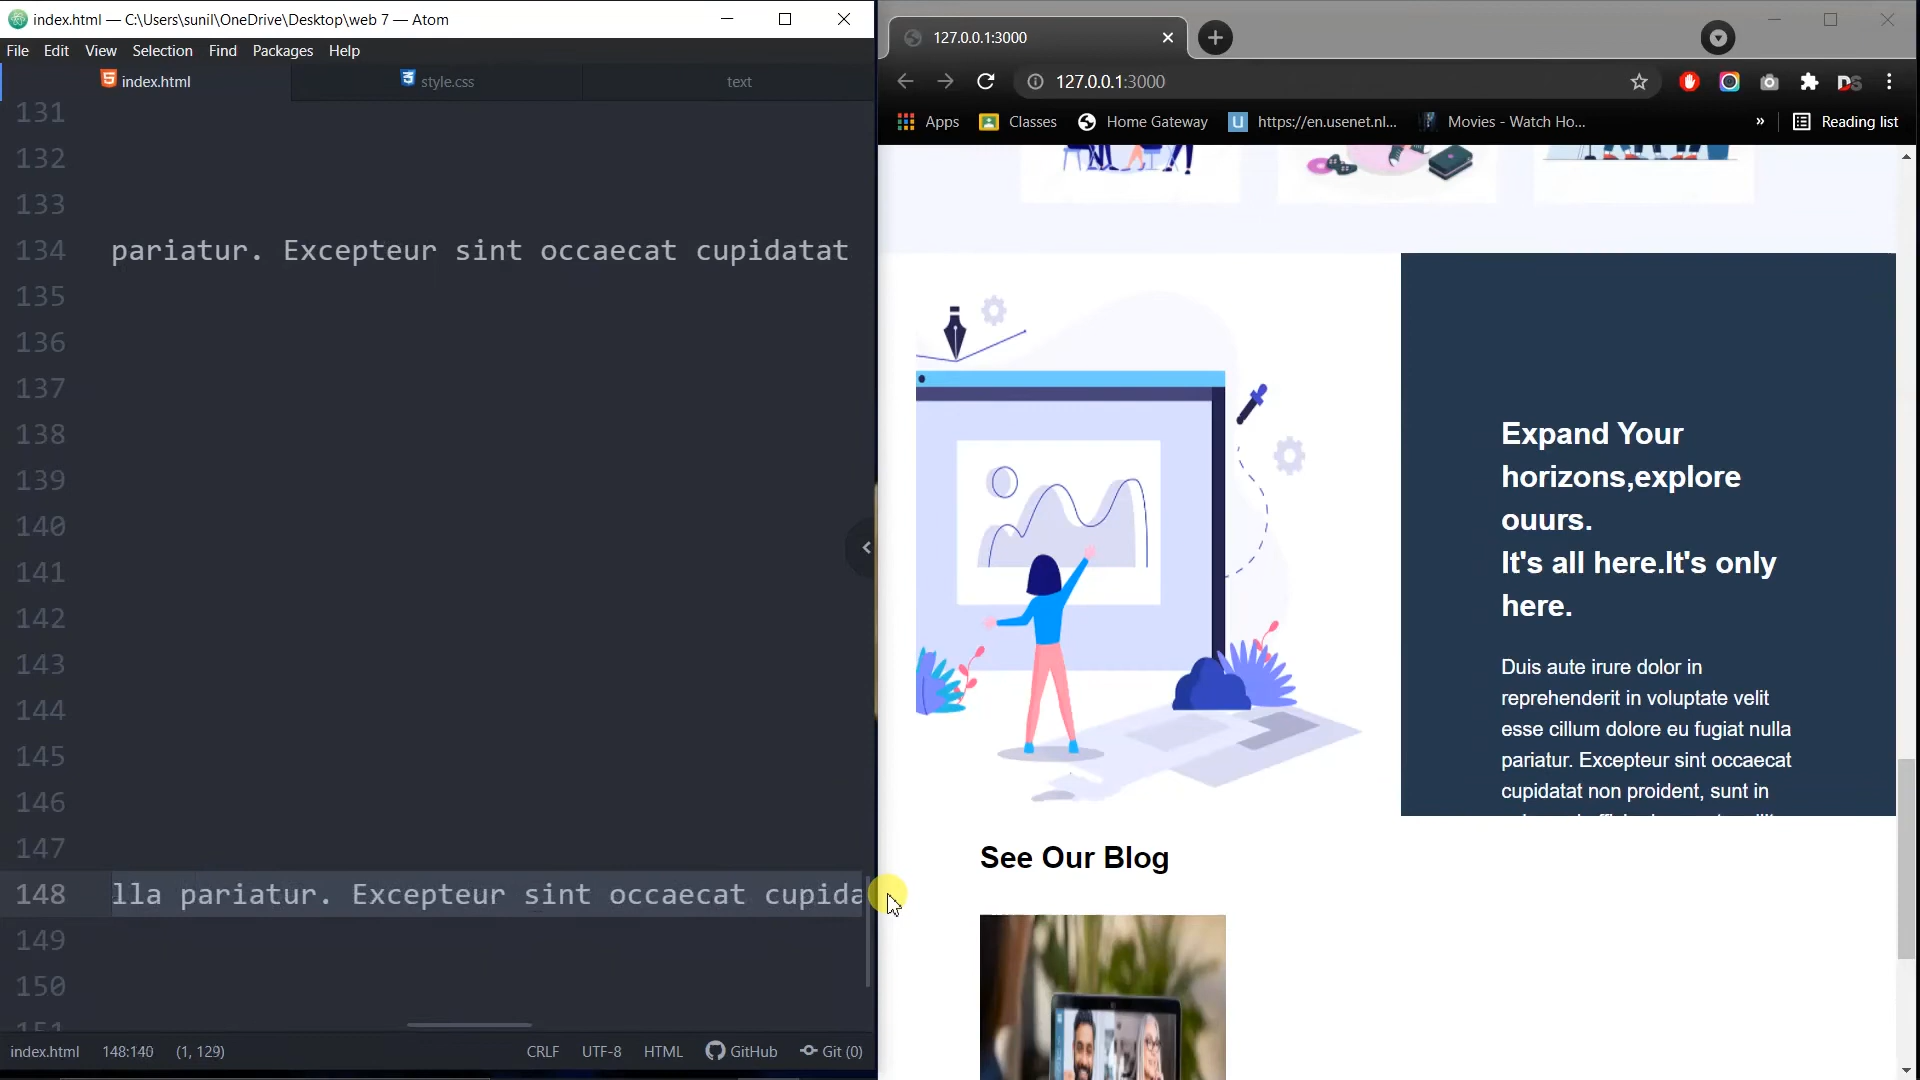 index.html — C:\Users\sunil\OneDrive\Desktop\web 7 — Atom
File Edit View Selection Find Packages Help
index.html style.css text
131
132
133
134 pariatur. Excepteur sint occaecat cupidatat
135
136
137
138
139
140
141
142
143
144
145
146
147
148 lla pariatur. Excepteur sint occaecat cupida
149
150
151
index.html 148:140 (1, 129) CRLF UTF-8 HTML GitHub Git (0)
127.0.0.1:3000
127.0.0.1:3000
Apps Classes Home Gateway https://en.usenet.nl... Movies - Watch Ho... » Reading list
Expand Your
horizons,explore
ouurs.
It's all here.It's only
here.
Duis aute irure dolor in
reprehenderit in voluptate velit
esse cillum dolore eu fugiat nulla
pariatur. Excepteur sint occaecat
cupidatat non proident, sunt in
See Our Blog